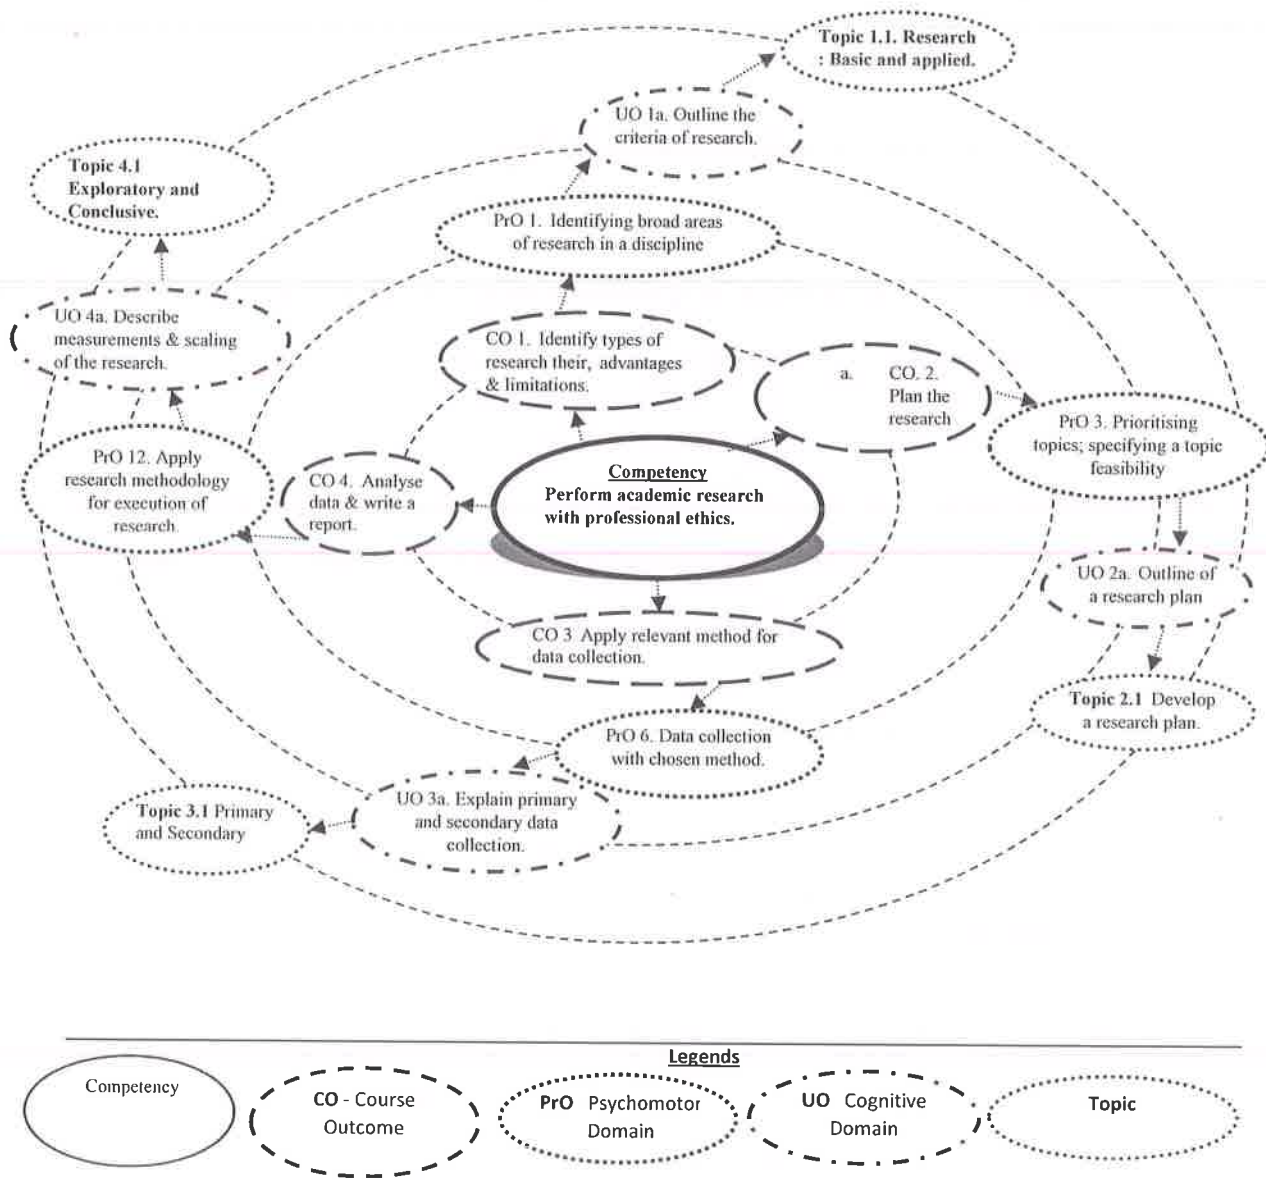 Topic 1.1. Research
: Basic and applied.
UO 1a. Outline the
criteria of research.
Topic 4.1
Exploratory and
Conclusive.
PrO 1. Identifying broad areas
of research in a discipline
UO 4a. Describe
measurements & scaling
of the research.
CO 1. Identify types of
research their, advantages
& limitations.
a. CO. 2.
Plan the
research
PrO 3. Prioritising
topics; specifying a topic
feasibility
PrO 12. Apply
research methodology
for execution of
research.
CO 4. Analyse
data & write a
report.
Competency
Perform academic research
with professional ethics.
UO 2a. Outline of
a research plan
CO 3 Apply relevant method for
data collection.
Topic 2.1 Develop
a research plan.
PrO 6. Data collection
with chosen method.
UO 3a. Explain primary
and secondary data
collection.
Topic 3.1 Primary
and Secondary
Legends
Competency
CO - Course
Outcome
PrO Psychomotor
Domain
UO Cognitive
Domain
Topic